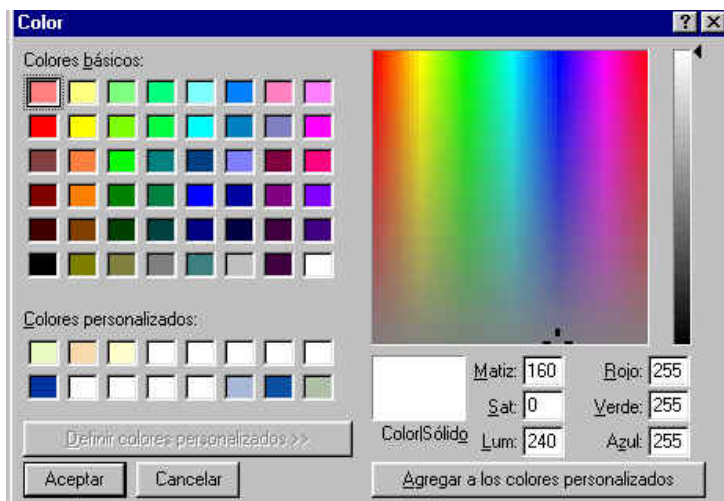 Color
Colores básicos:
Colores personalizados:
Definir colores personalizados >>
Aceptar Cancelar
Color|Sólido
Matiz: 160 Rojo: 255
Sat: 0 Verde: 255
Lum: 240 Azul: 255
Agregar a los colores personalizados